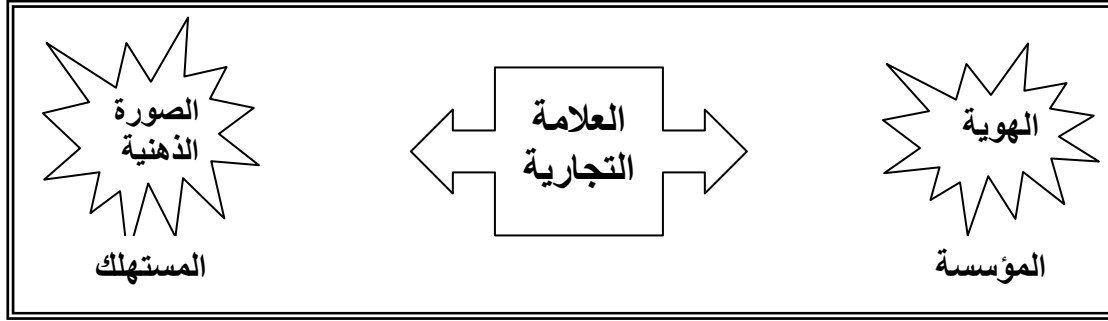 الهوية
المؤسسة
العلامة
التجارية
الصورة
الذهنية
المستهلك